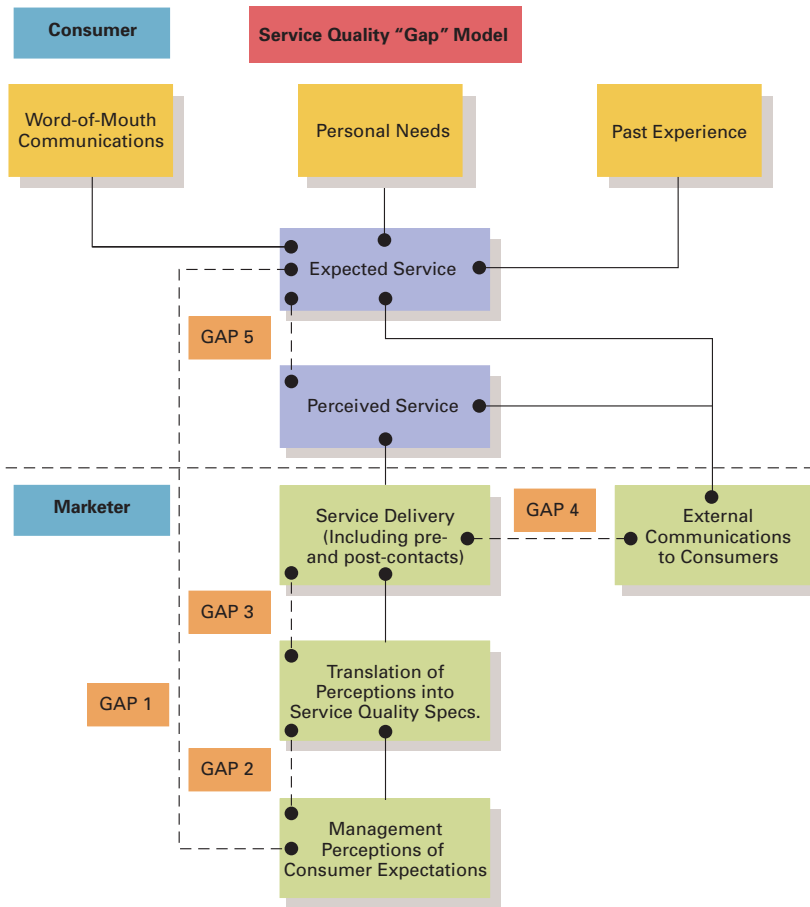 Consumer
Service Quality “Gap” Model
Word-of-Mouth
Communications
Personal Needs
Past Experience
Expected Service
GAP 5
Perceived Service
Marketer
Service Delivery
(Including pre-
and post-contacts)
GAP 4
External
Communications
to Consumers
GAP 3
Translation of
Perceptions into
Service Quality Specs.
GAP 1
GAP 2
Management
Perceptions of
Consumer Expectations